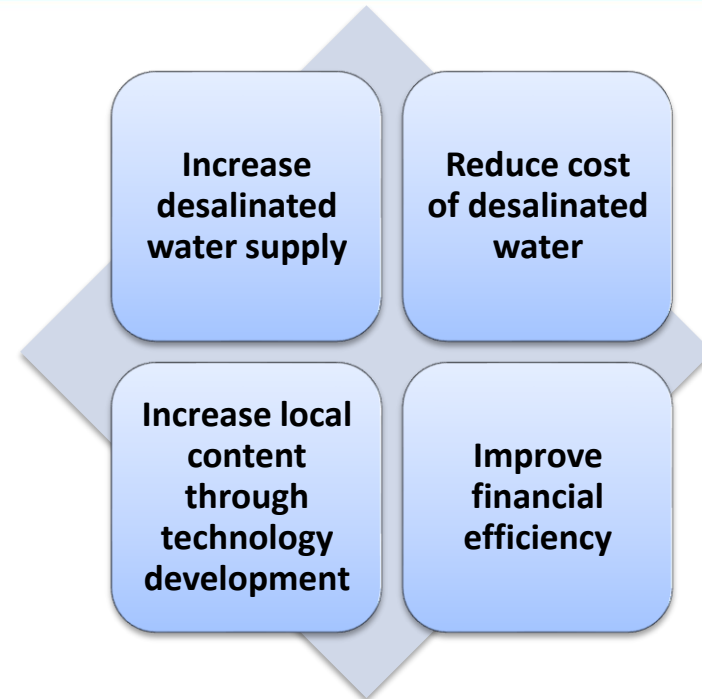 Increase
desalinated
water supply
Reduce cost
of desalinated
water
Increase local
content
through
technology
development
Improve
financial
efficiency